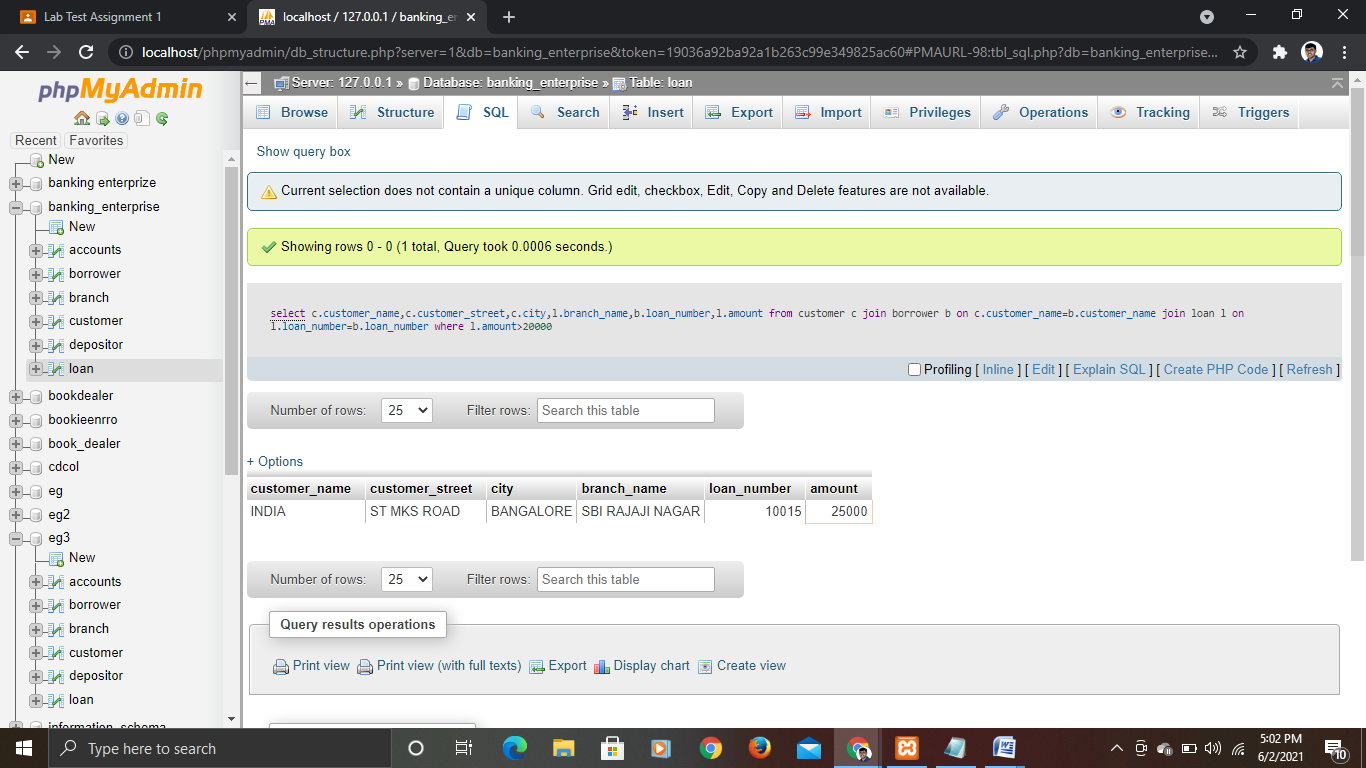 Lab Test Assignment 1
localhost / 127.0.0.1 / banking_er
localhost/phpmyadmin/db_structure.php?server=1&db=banking_enterprise&token=19036a92ba92a1b263c99e349825ac60#PMAURL-98:tbl_sql.php?db=banking_enterprise...
phpMyAdmin
Recent Favorites
New
banking enterprize
banking_enterprise
New
accounts
borrower
branch
customer
depositor
loan
bookdealer
bookieenrro
book_dealer
cdcol
eg
eg2
eg3
New
accounts
borrower
branch
customer
depositor
loan
information_schema
Server: 127.0.0.1 » Database: banking_enterprise » Table: loan
Browse Structure SQL Search Insert Export Import Privileges Operations Tracking Triggers
Show query box
Current selection does not contain a unique column. Grid edit, checkbox, Edit, Copy and Delete features are not available.
Showing rows 0 - 0 (1 total, Query took 0.0006 seconds.)
select c.customer_name,c.customer_street,c.city,l.branch_name,b.loan_number,l.amount from customer c join borrower b on c.customer_name=b.customer_name join loan l on
l.loan_number=b.loan_number where l.amount>20000
Profiling [ Inline ] [ Edit ] [ Explain SQL ] [ Create PHP Code ] [ Refresh ]
Number of rows: 25 Filter rows: Search this table
+ Options
customer_name customer_street city branch_name loan_number amount
INDIA ST MKS ROAD BANGALORE SBI RAJAJI NAGAR 10015 25000
Number of rows: 25 Filter rows: Search this table
Query results operations
Print view Print view (with full texts) Export Display chart Create view
Type here to search
5:02 PM
6/2/2021
10